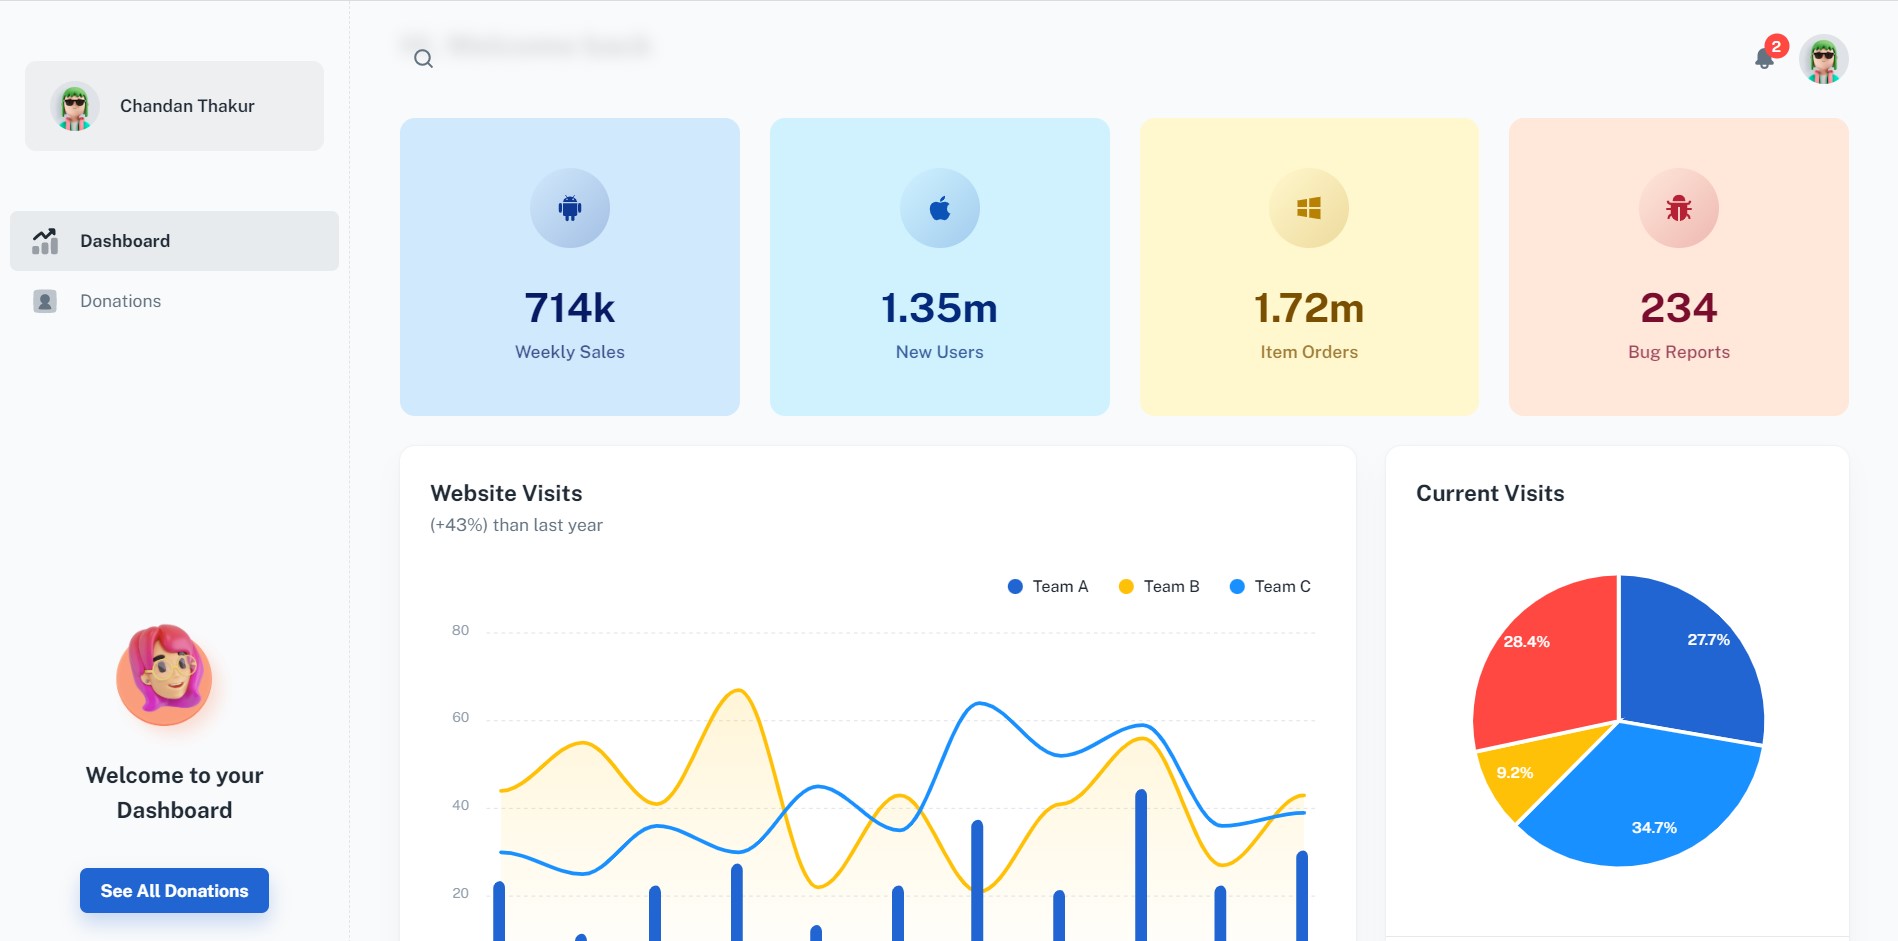 Chandan Thakur
Dashboard
Donations
Welcome to your
Dashboard
See All Donations
Welcome back
2
714k
Weekly Sales
1.35m
New Users
1.72m
Item Orders
234
Bug Reports
Website Visits
(+43%) than last year
Team A
Team B
Team C
80
60
40
20
Current Visits
28.4%
27.7%
9.2%
34.7%